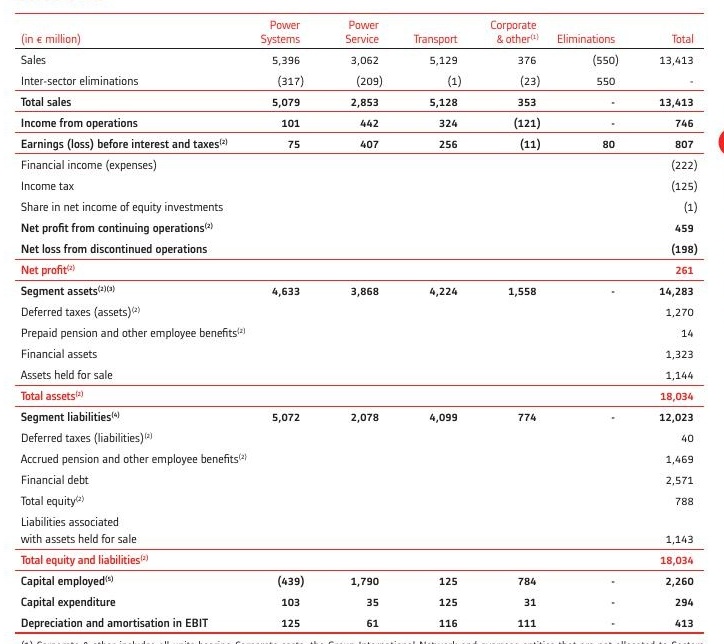 Power Power Corporate
(in € million) Systems Service Transport & other(1) Eliminations Total
Sales 5,396 3,062 5,129 376 (550) 13,413
Inter-sector eliminations (317) (209) (1) (23) 550 -
Total sales 5,079 2,853 5,128 353 - 13,413
Income from operations 101 442 324 (121) - 746
Earnings (loss) before interest and taxes(2) 75 407 256 (11) 80 807
Financial income (expenses) (222)
Income tax (125)
Share in net income of equity investments (1)
Net profit from continuing operations(2) 459
Net loss from discontinued operations (198)
Net profit(2) 261
Segment assets(2)(3) 4,633 3,868 4,224 1,558 - 14,283
Deferred taxes (assets)(2) 1,270
Prepaid pension and other employee benefits(2) 14
Financial assets 1,323
Assets held for sale 1,144
Total assets(2) 18,034
Segment liabilities(4) 5,072 2,078 4,099 774 - 12,023
Deferred taxes (liabilities)(2) 40
Accrued pension and other employee benefits(2) 1,469
Financial debt 2,571
Total equity(2) 788
Liabilities associated
with assets held for sale 1,143
Total equity and liabilities(2) 18,034
Capital employed(5) (439) 1,790 125 784 - 2,260
Capital expenditure 103 35 125 31 - 294
Depreciation and amortisation in EBIT 125 61 116 111 - 413